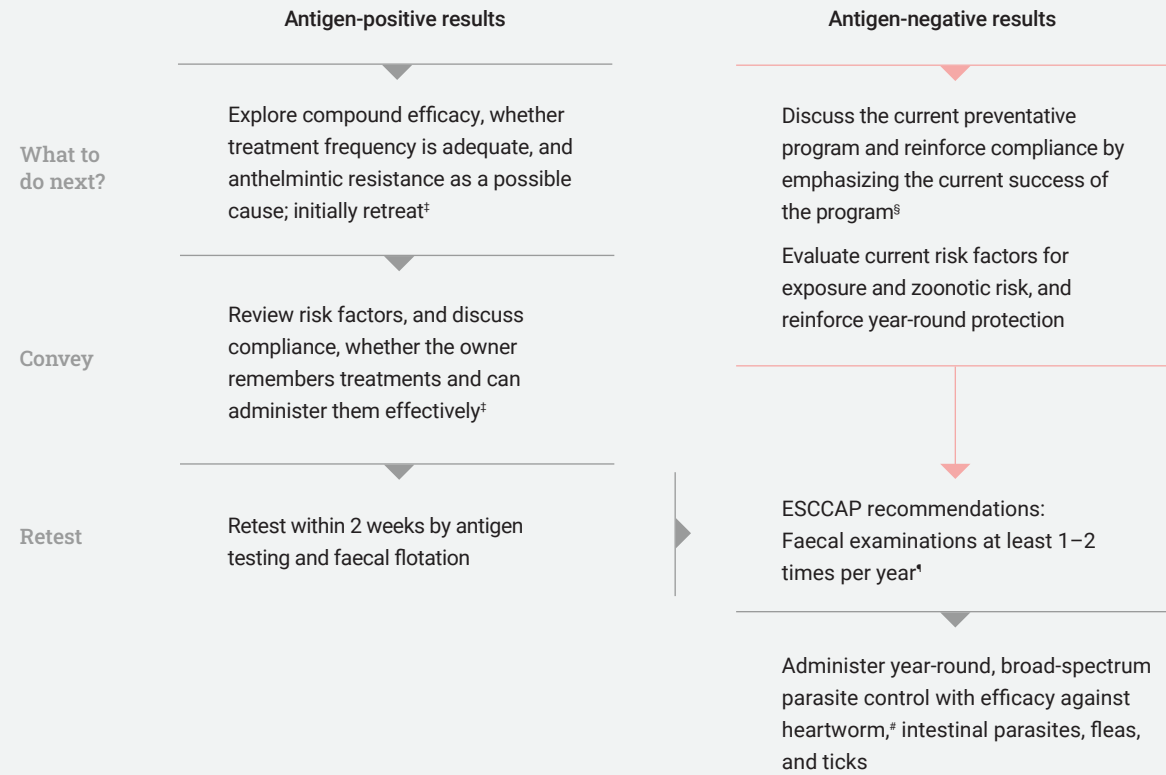 Antigen-positive results
Antigen-negative results
What to
do next?
Explore compound efficacy, whether
treatment frequency is adequate, and
anthelmintic resistance as a possible
cause; initially retreat‡
Discuss the current preventative
program and reinforce compliance by
emphasizing the current success of
the program§
Evaluate current risk factors for
exposure and zoonotic risk, and
reinforce year-round protection
Convey
Review risk factors, and discuss
compliance, whether the owner
remembers treatments and can
administer them effectively‡
Retest
Retest within 2 weeks by antigen
testing and faecal flotation
ESCCAP recommendations:
Faecal examinations at least 1–2
times per year¶
Administer year-round, broad-spectrum
parasite control with efficacy against
heartworm,# intestinal parasites, fleas,
and ticks